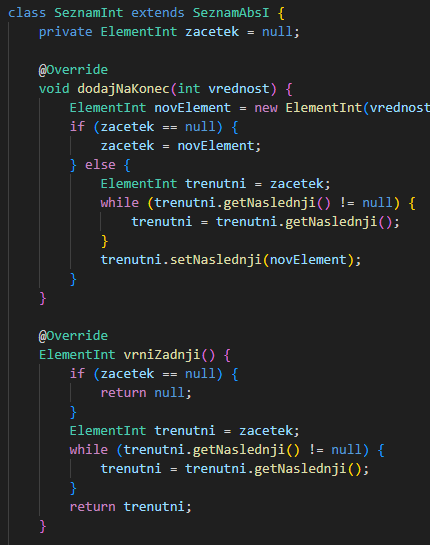 class SeznamInt extends SeznamAbsI {
    private ElementInt zacetek = null;

    @Override
    void dodajNaKonec(int vrednost) {
        ElementInt novElement = new ElementInt(vrednost
        if (zacetek == null) {
            zacetek = novElement;
        } else {
            ElementInt trenutni = zacetek;
            while (trenutni.getNaslednji() != null) {
                trenutni = trenutni.getNaslednji();
            }
            trenutni.setNaslednji(novElement);
        }
    }

    @Override
    ElementInt vrniZadnji() {
        if (zacetek == null) {
            return null;
        }
        ElementInt trenutni = zacetek;
        while (trenutni.getNaslednji() != null) {
            trenutni = trenutni.getNaslednji();
        }
        return trenutni;
    }